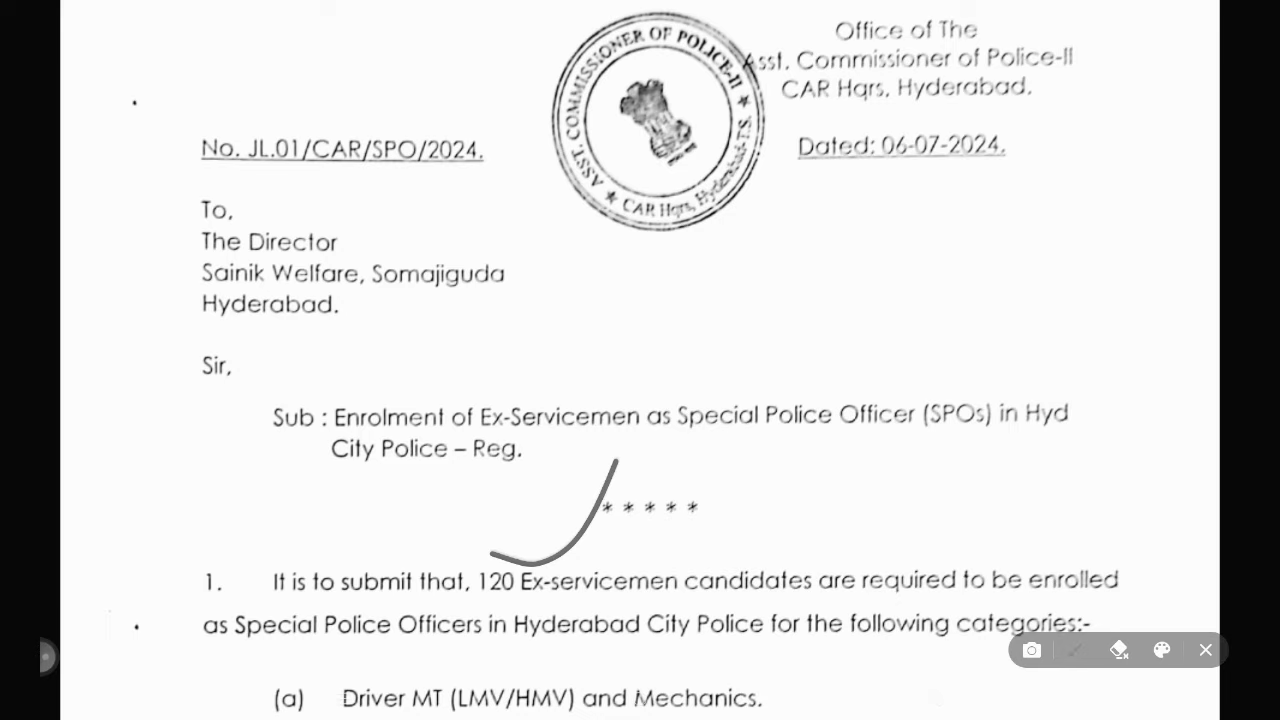 ASST. COMMISSIONER OF POLICE-II
CAR Hqrs, Hyderabad-T.S.
Office of The
Asst. Commissioner of Police-II
CAR Hqrs, Hyderabad.
No. JL.01/CAR/SPO/2024.
Dated: 06-07-2024.
To,
The Director
Sainik Welfare, Somajiguda
Hyderabad.
Sir,
Sub : Enrolment of Ex-Servicemen as Special Police Officer (SPOs) in Hyd
City Police – Reg.
* * * * *
1. It is to submit that, 120 Ex-servicemen candidates are required to be enrolled
as Special Police Officers in Hyderabad City Police for the following categories:-
(a) Driver MT (LMV/HMV) and Mechanics.